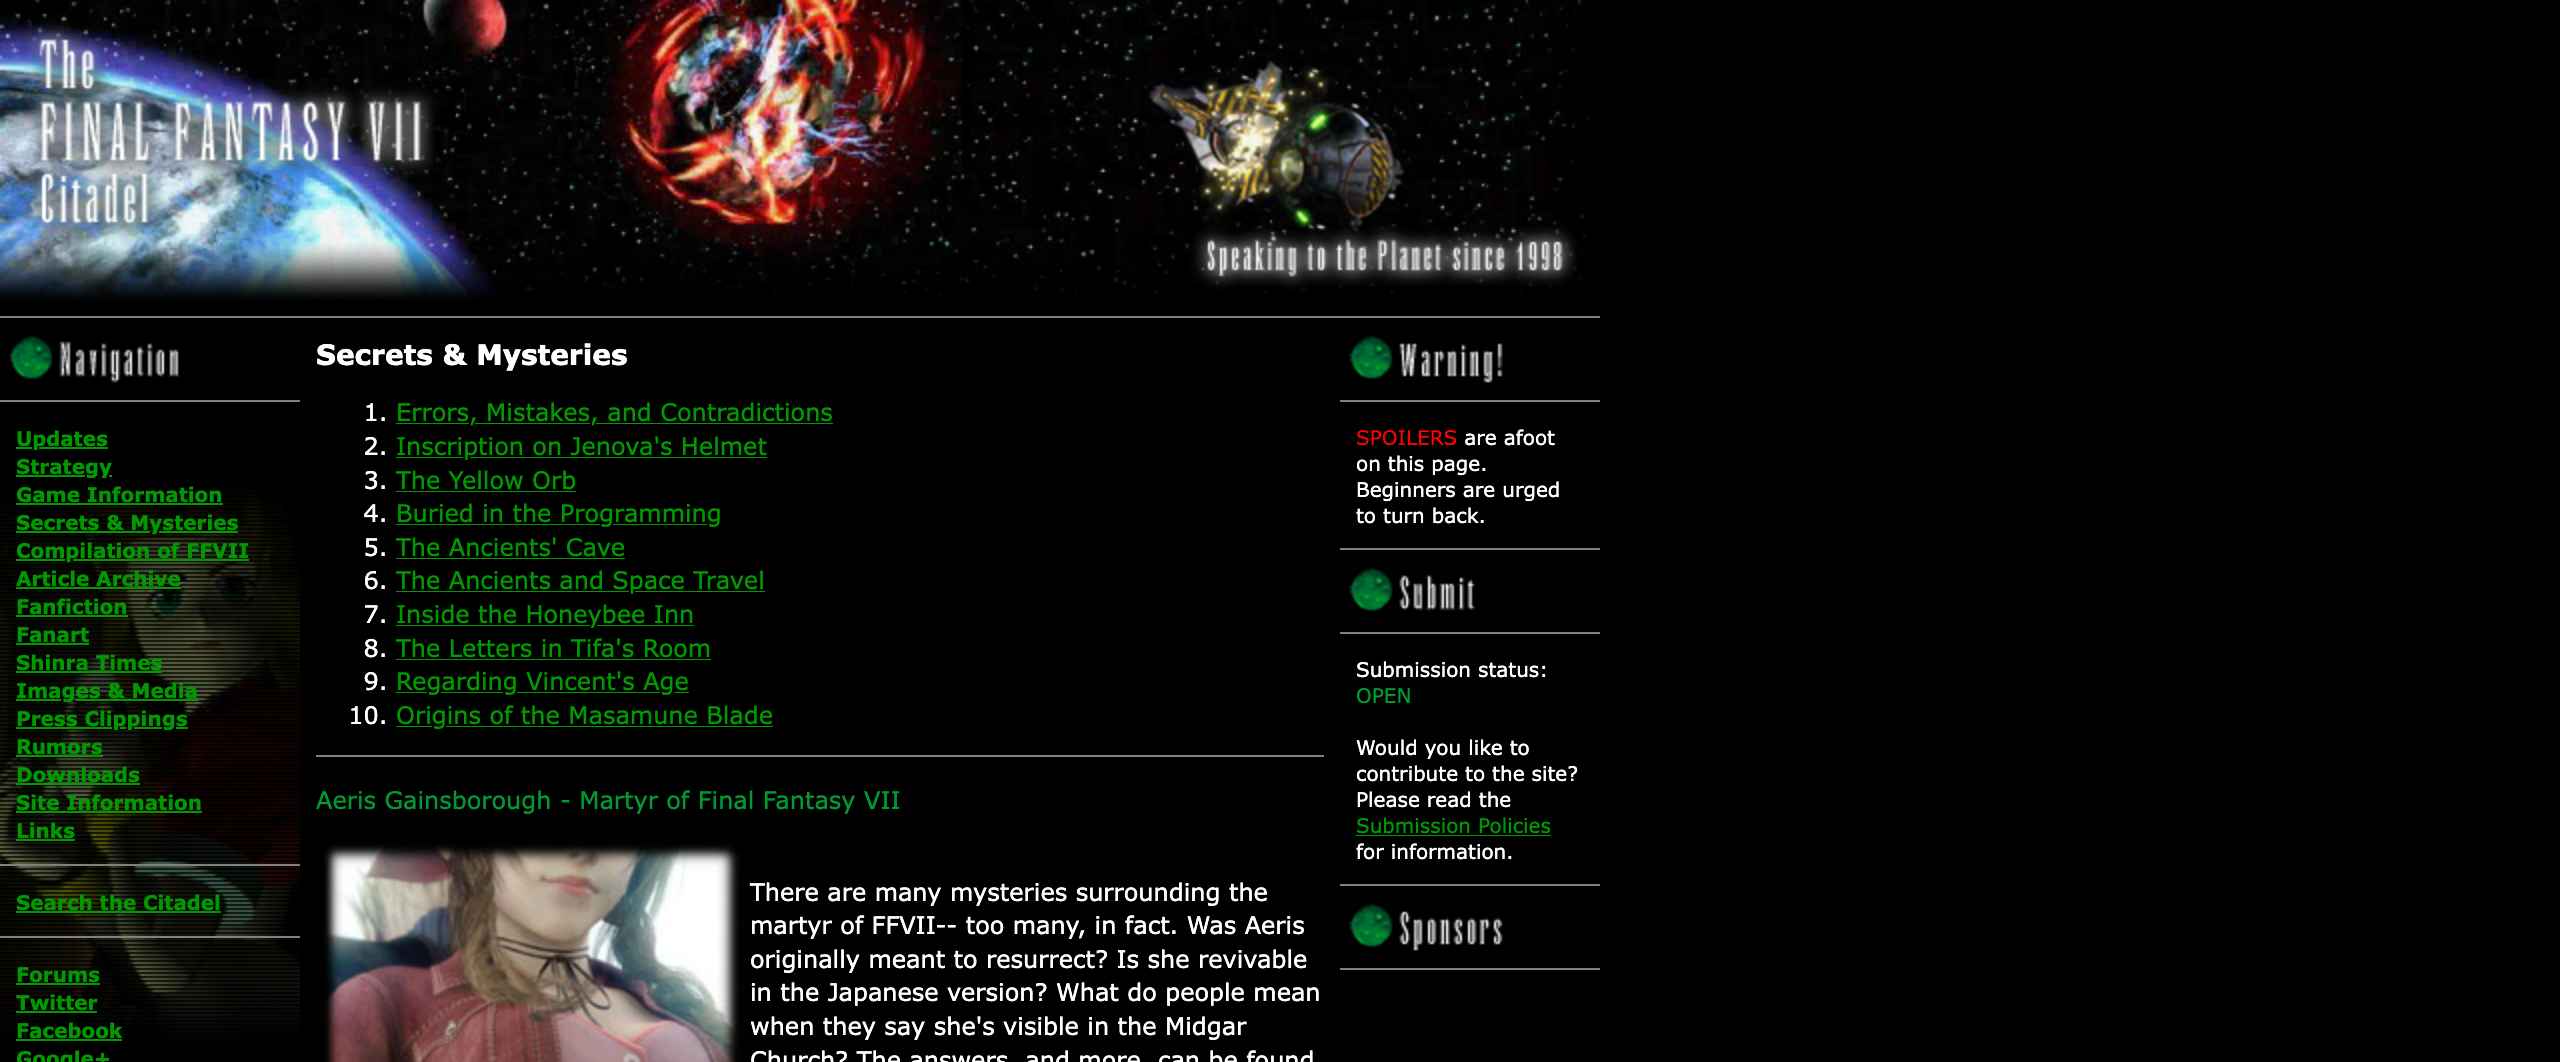 The
FINAL FANTASY VII
Citadel
Speaking to the Planet since 1998
Navigation
Updates
Strategy
Game Information
Secrets & Mysteries
Compilation of FFVII
Article Archive
Fanfiction
Fanart
Shinra Times
Images & Media
Press Clippings
Rumors
Downloads
Site Information
Links
Search the Citadel
Forums
Twitter
Facebook
Google+
Secrets & Mysteries
1. Errors, Mistakes, and Contradictions
2. Inscription on Jenova's Helmet
3. The Yellow Orb
4. Buried in the Programming
5. The Ancients' Cave
6. The Ancients and Space Travel
7. Inside the Honeybee Inn
8. The Letters in Tifa's Room
9. Regarding Vincent's Age
10. Origins of the Masamune Blade
Aeris Gainsborough - Martyr of Final Fantasy VII
There are many mysteries surrounding the
martyr of FFVII-- too many, in fact. Was Aeris
originally meant to resurrect? Is she revivable
in the Japanese version? What do people mean
when they say she's visible in the Midgar
Church? The answers, and more, can be found
Warning!
SPOILERS are afoot
on this page.
Beginners are urged
to turn back.
Submit
Submission status:
OPEN
Would you like to
contribute to the site?
Please read the
Submission Policies
for information.
Sponsors